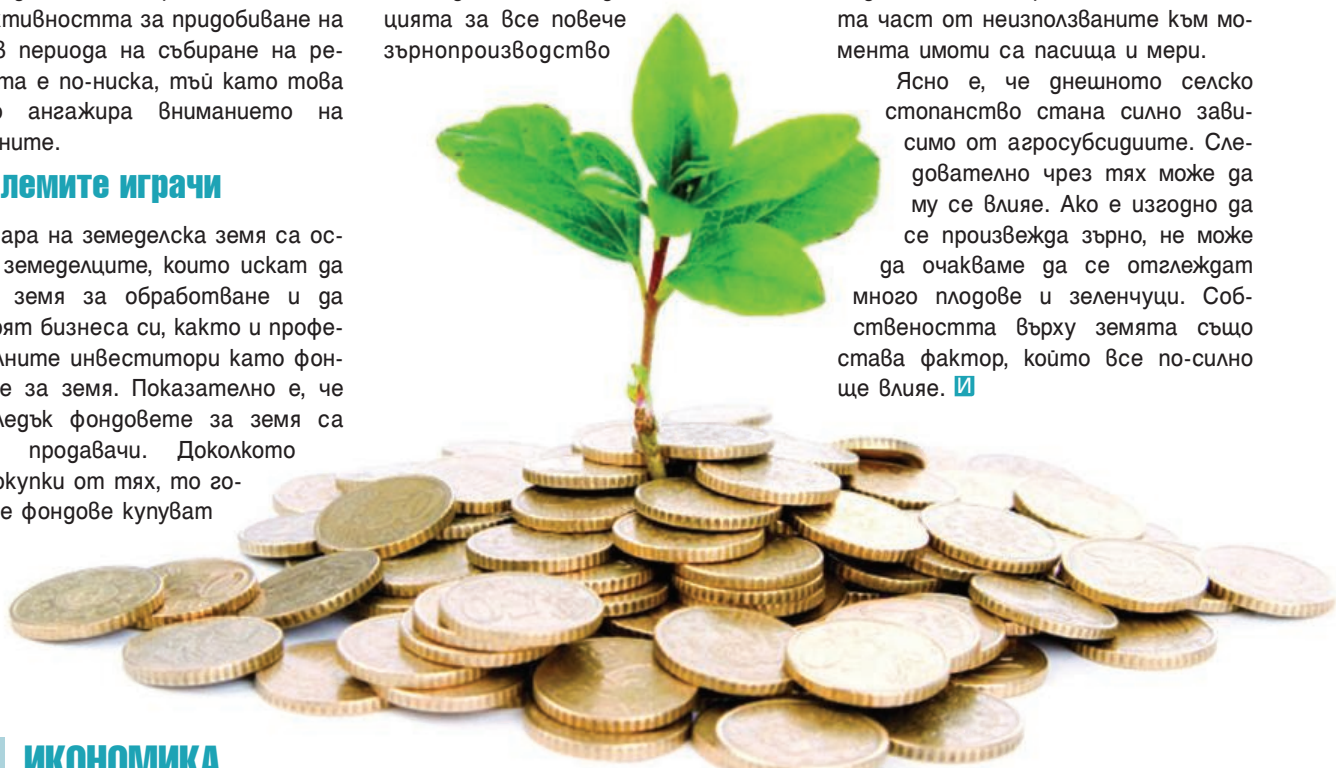 ктивността за придобиване на
в периода на събиране на ре-
та е по-ниска, тъй като това
ангажира вниманието на
ните.
лемите играчи
ара на земеделска земя са ос-
земеделците, които искат да
земя за обработване и да
рят бизнеса си, както и профе-
лните инвеститори като фон-
е за земя. Показателно е, че
ледък фондовете за земя са
продавачи. Доколкото
окупки от тях, то го-
е фондове купуват
цията за все повече
зърнопроизводство
та част от неизползваните към мо-
мента имоти са пасища и мери.
Ясно е, че днешното селско
стопанство стана силно зави-
симо от агросубсидиите. Сле-
дователно чрез тях може да
му се влияе. Ако е изгодно да
се произвежда зърно, не може
да очакваме да се отглеждат
много плодове и зеленчуци. Соб-
ствеността върху земята също
става фактор, който все по-силно
ще влияе. И
ИКОНОМИКА